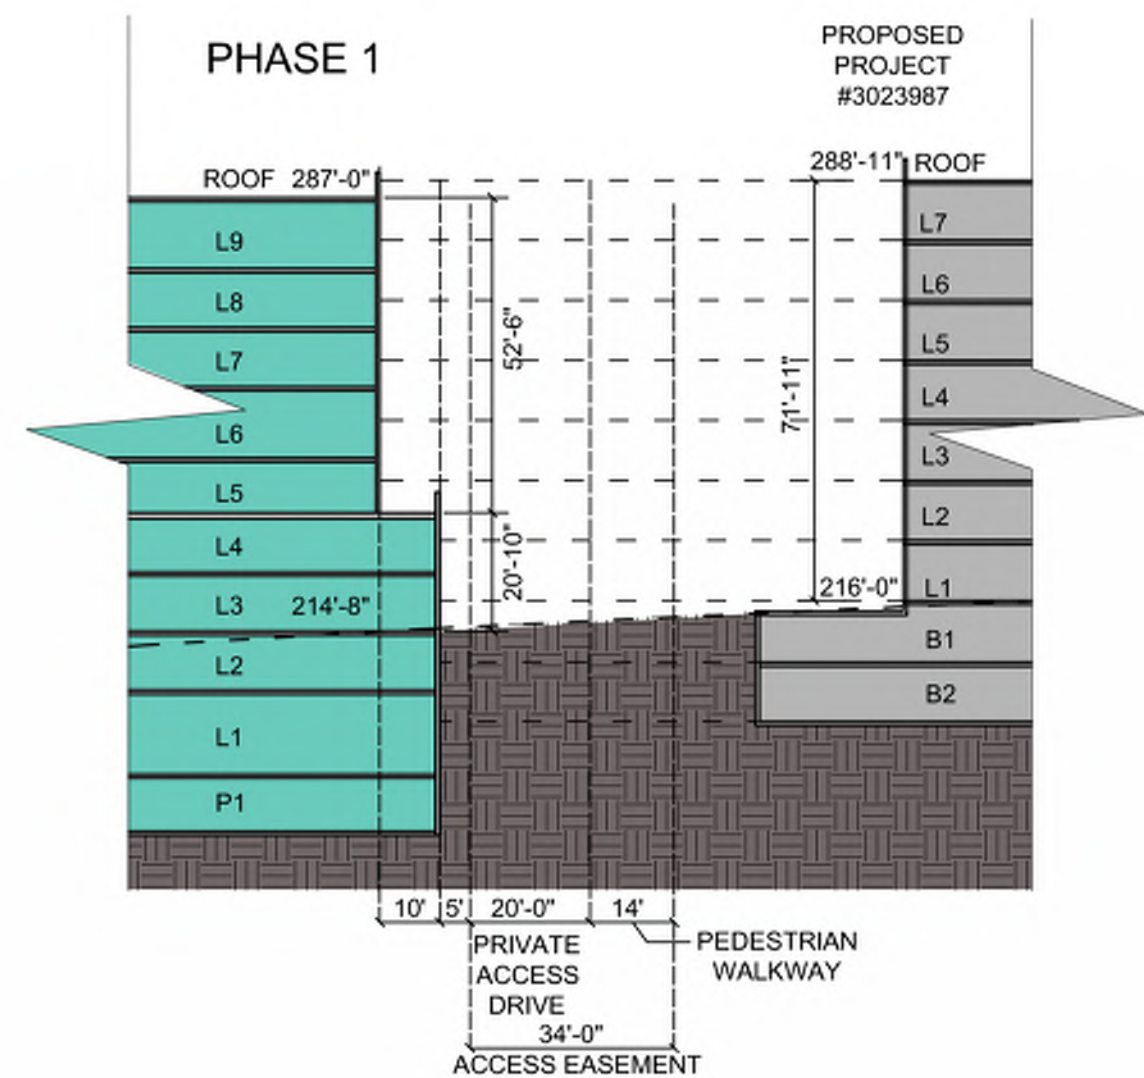 PHASE 1
PROPOSED
PROJECT
#3023987
ROOF 287'-0"
288'-11" ROOF
L9
L8
L7
L6
L5
L4
L3 214'-8"
L2
L1
P1
52'-6"
20'-10"
71'-11"
L7
L6
L5
L4
L3
L2
216'-0" L1
B1
B2
10' 5' 20'-0" 14'
PRIVATE
ACCESS
DRIVE
PEDESTRIAN
WALKWAY
34'-0"
ACCESS EASEMENT